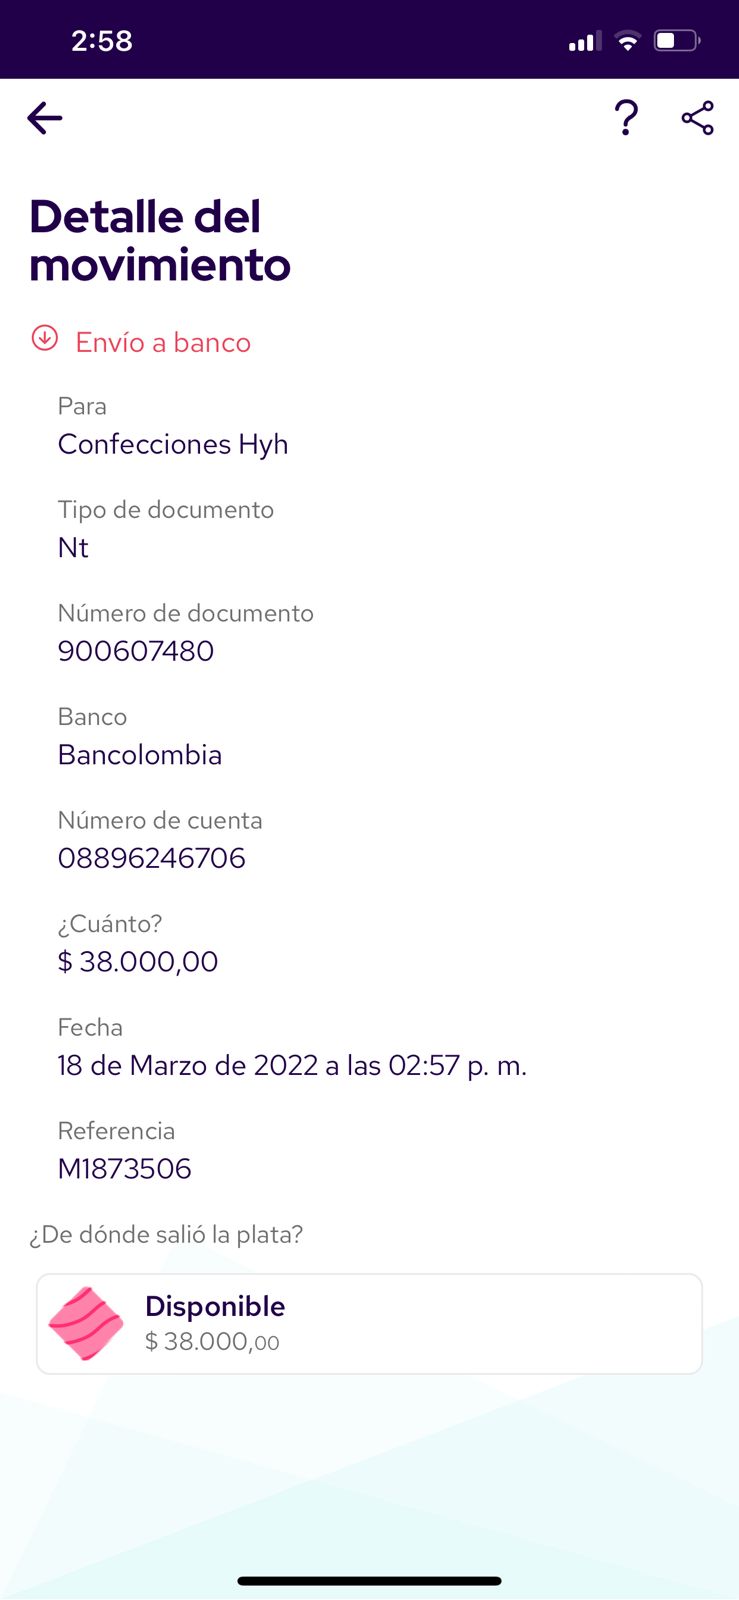 2:58
?
Detalle del
movimiento
Envío a banco
Para
Confecciones Hyh
Tipo de documento
Nt
Número de documento
900607480
Banco
Bancolombia
Número de cuenta
08896246706
¿Cuánto?
$ 38.000,00
Fecha
18 de Marzo de 2022 a las 02:57 p. m.
Referencia
M1873506
¿De dónde salió la plata?
Disponible
$ 38.000,00